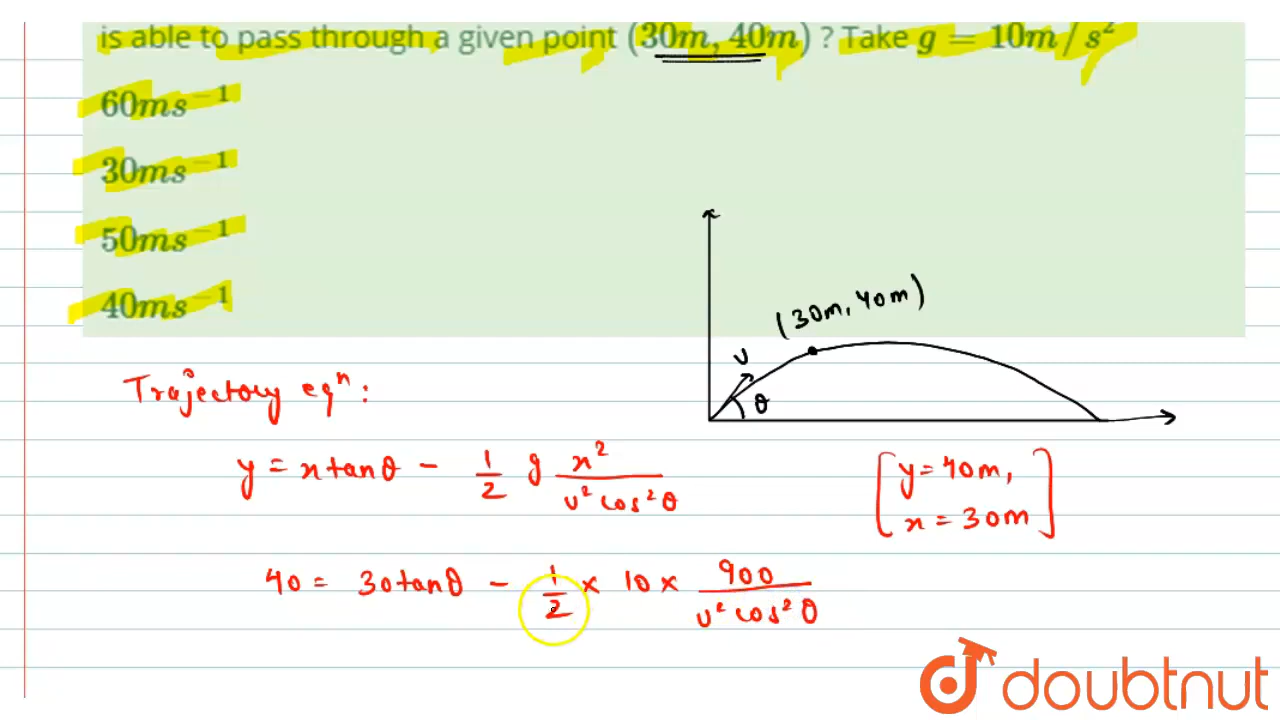 is able to pass through a given point (30m, 40m) ? Take g = 10m/s²
60ms⁻¹
30ms⁻¹
50ms⁻¹
40ms⁻¹
(30m, 40m)
u
θ
Trajectory eqⁿ:
y = x tanθ - 1/2 g x²/u² cos²θ
[y = 40m,
x = 30m]
40 = 30 tanθ - 1/2 × 10 × 900/u² cos²θ
doubtnut